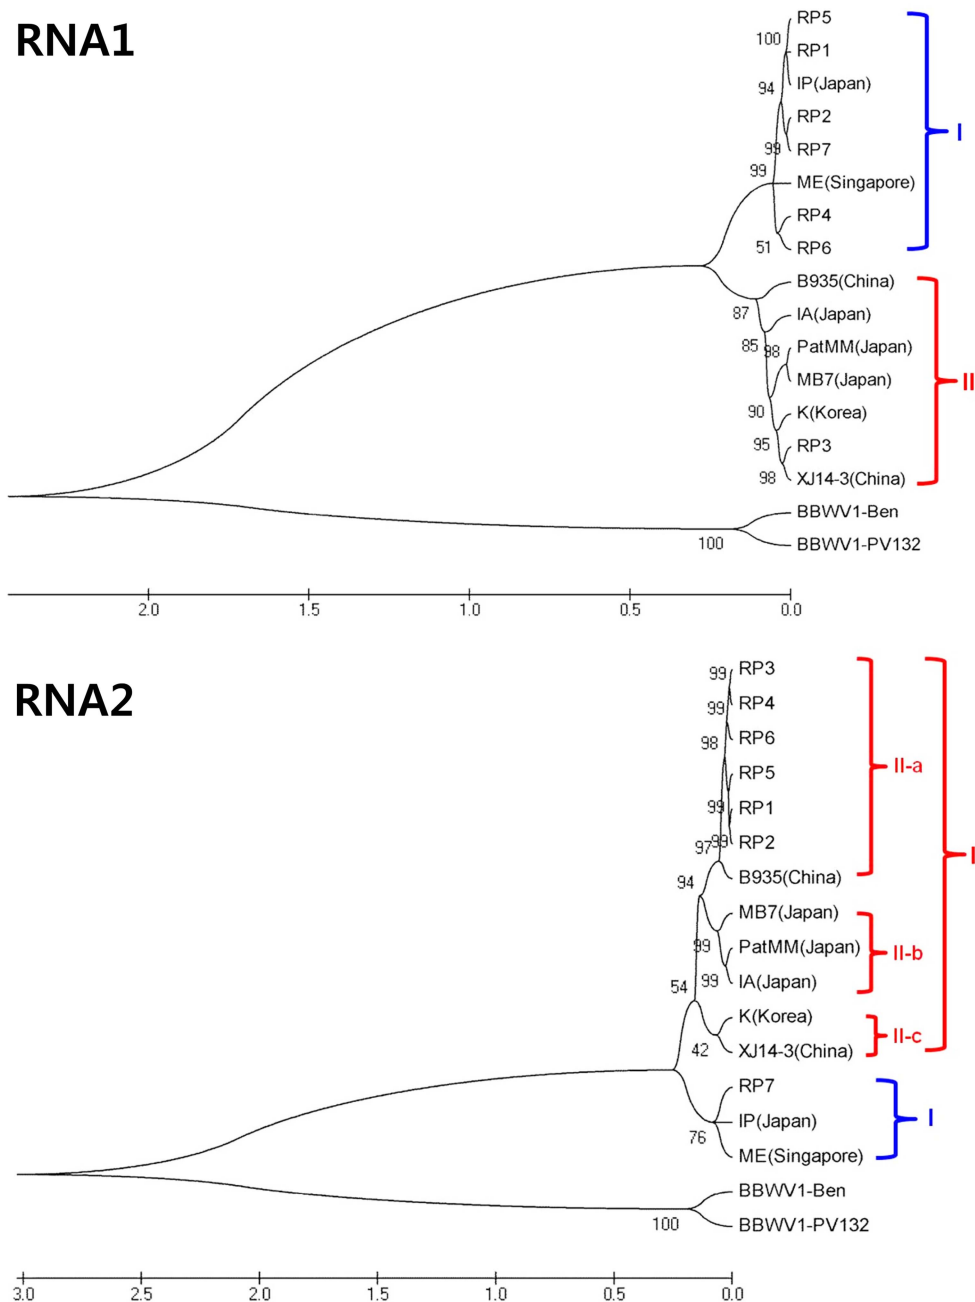 RNA1
RP5
100
RP1
IP(Japan)
94
RP2
I
RP7
99
99
ME(Singapore)
RP4
RP6
51
B935(China)
IA(Japan)
87
PatMM(Japan)
85
98
MB7(Japan)
II
K(Korea)
90
RP3
95
XJ14-3(China)
98
BBWV1-Ben
BBWV1-PV132
100
2.0 1.5 1.0 0.5 0.0
RNA2
RP3
99
RP4
99
RP6
98
II-a
RP5
RP1
99
RP2
99
97
I
B935(China)
94
MB7(Japan)
PatMM(Japan)
99
II-b
IA(Japan)
99
54
K(Korea)
II-c
XJ14-3(China)
42
RP7
IP(Japan)
I
76
ME(Singapore)
BBWV1-Ben
BBWV1-PV132
100
3.0 2.5 2.0 1.5 1.0 0.5 0.0